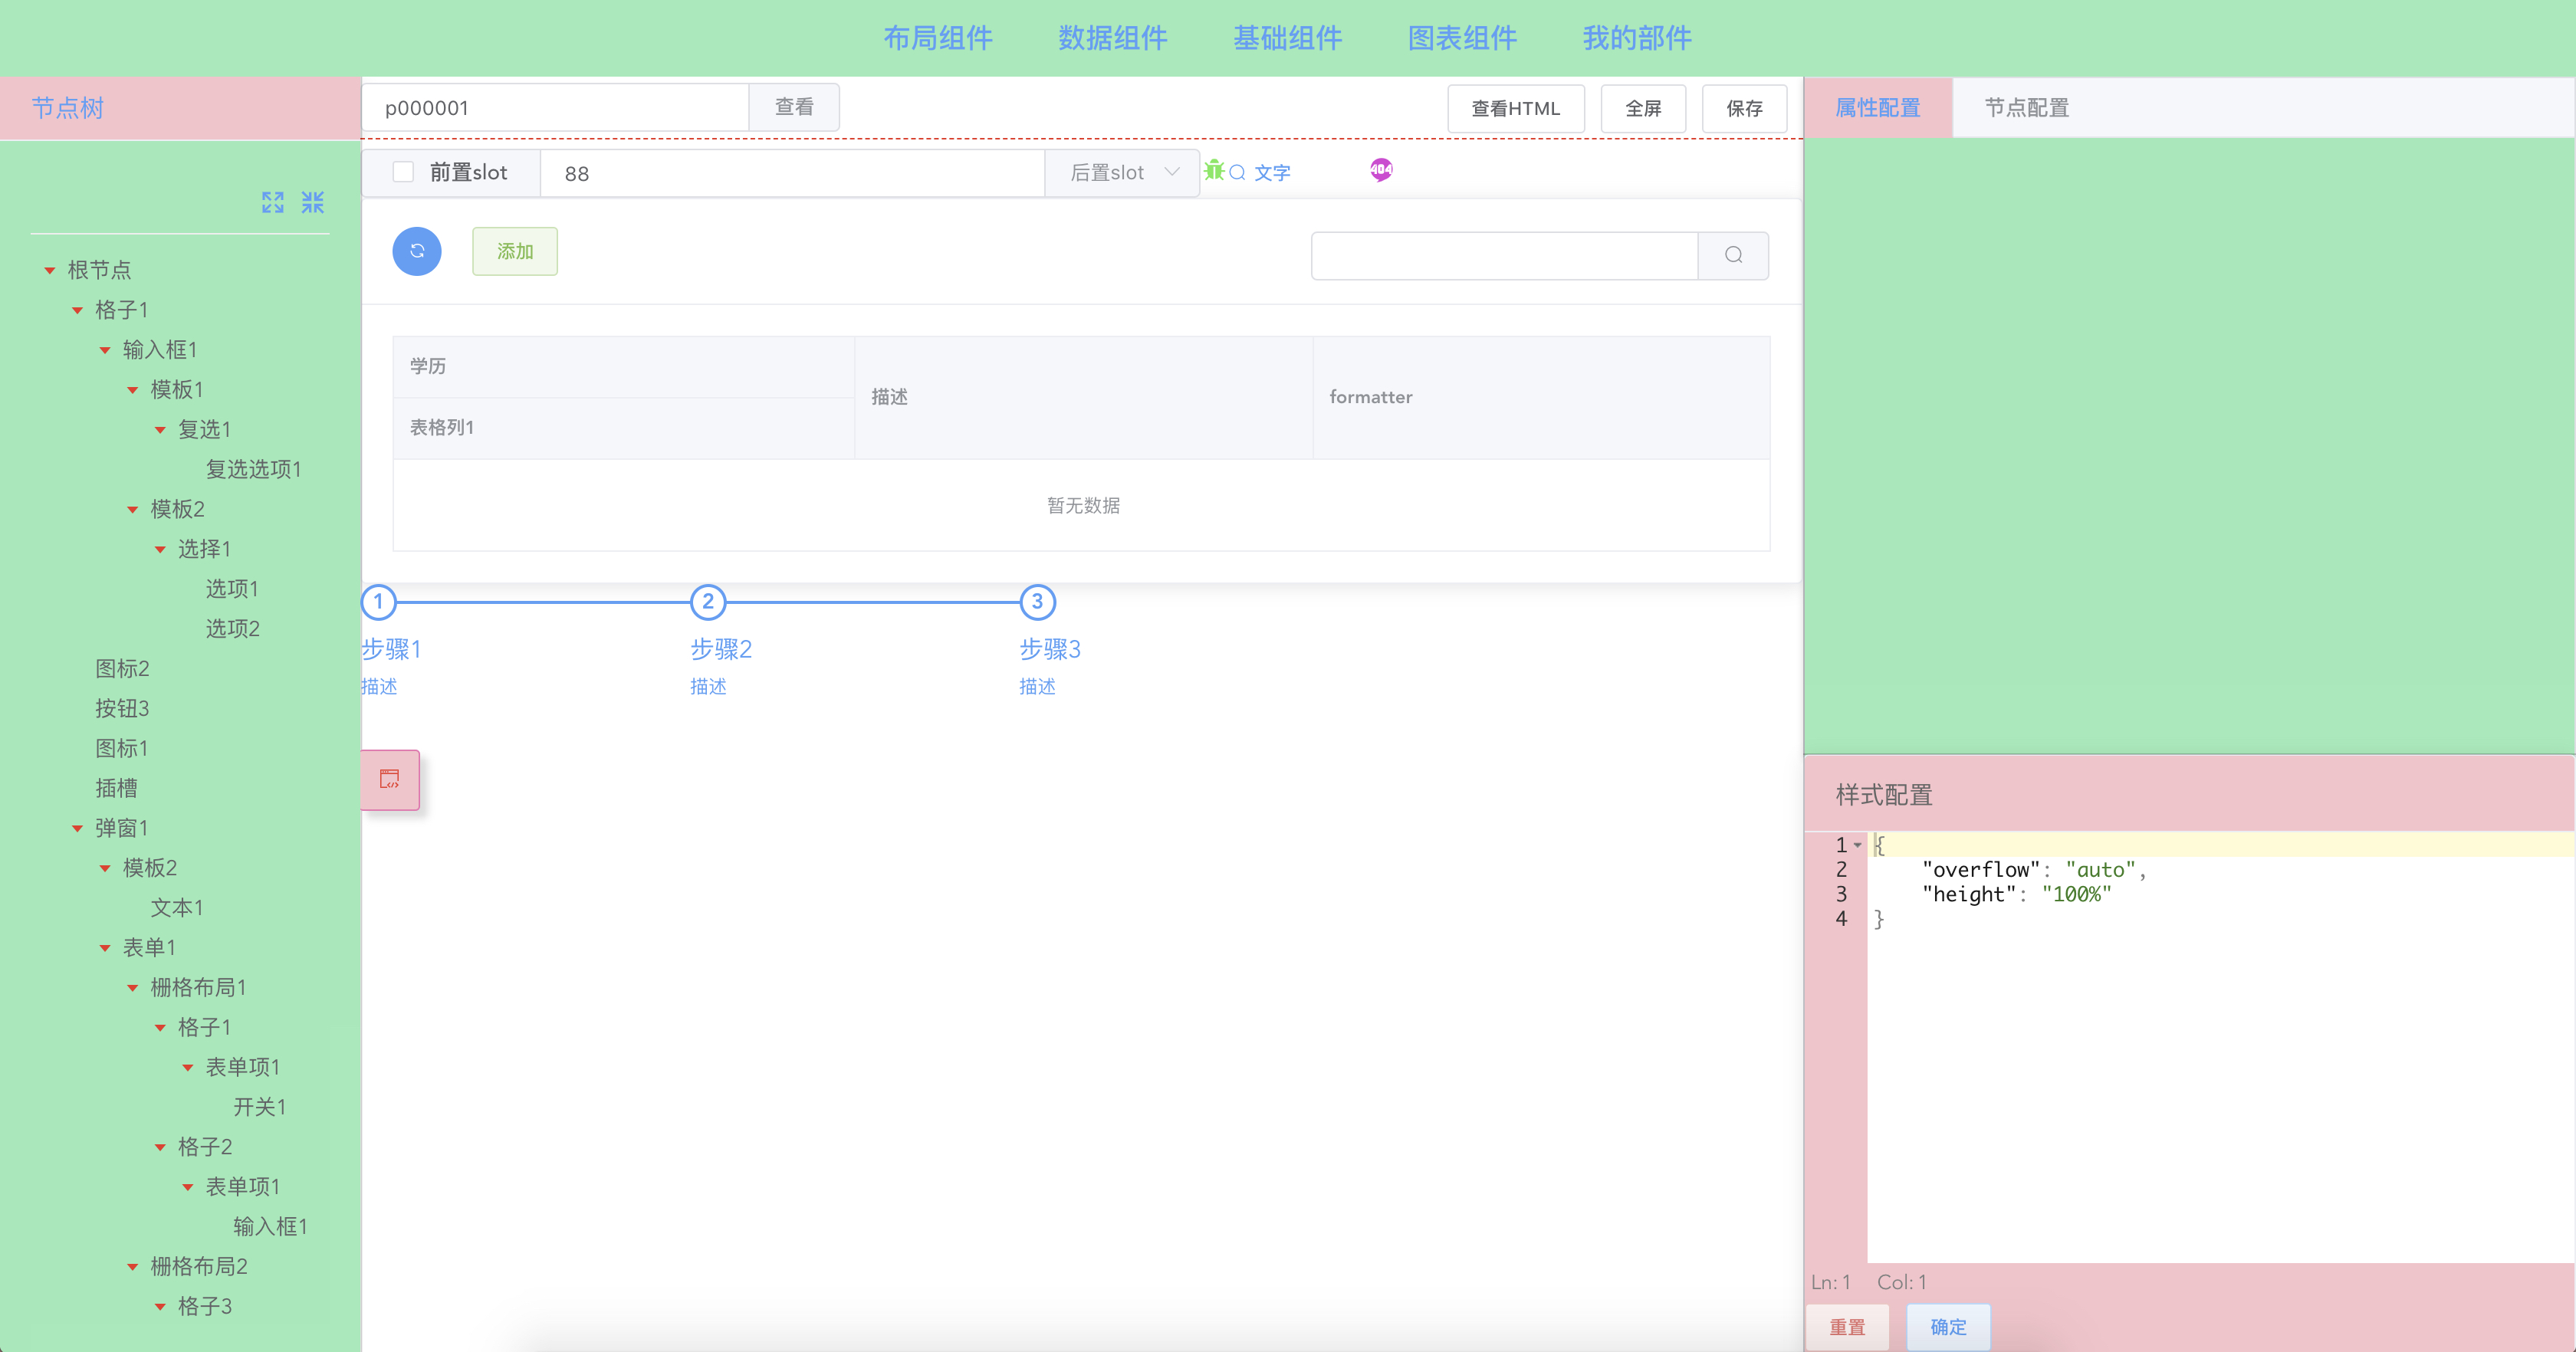 布局组件 数据组件 基础组件 图表组件 我的部件
节点树
p000001 查看 查看HTML 全屏 保存
属性配置 节点配置
前置slot 88 后置slot 文字 404
添加
根节点
格子1
输入框1
模板1
复选1
复选选项1
模板2
选择1
选项1
选项2
图标2
按钮3
图标1
插槽
弹窗1
模板2
文本1
表单1
栅格布局1
格子1
表单项1
开关1
格子2
表单项1
输入框1
栅格布局2
格子3
学历 描述 formatter
表格列1
暂无数据
1 2 3
步骤1 步骤2 步骤3
描述 描述 描述
样式配置
1 {
2 "overflow": "auto",
3 "height": "100%"
4 }
Ln: 1 Col: 1
重置 确定